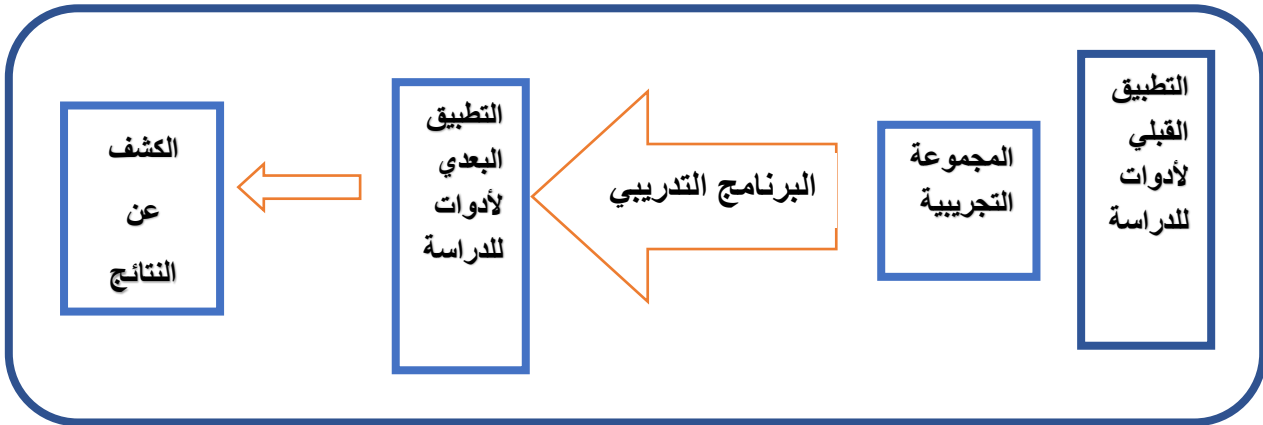 التطبيق
القبلي
لأدوات
للدراسة
المجموعة
التجريبية
البرنامج التدريبي
التطبيق
البعدي
لأدوات
للدراسة
الكشف
عن
النتائج